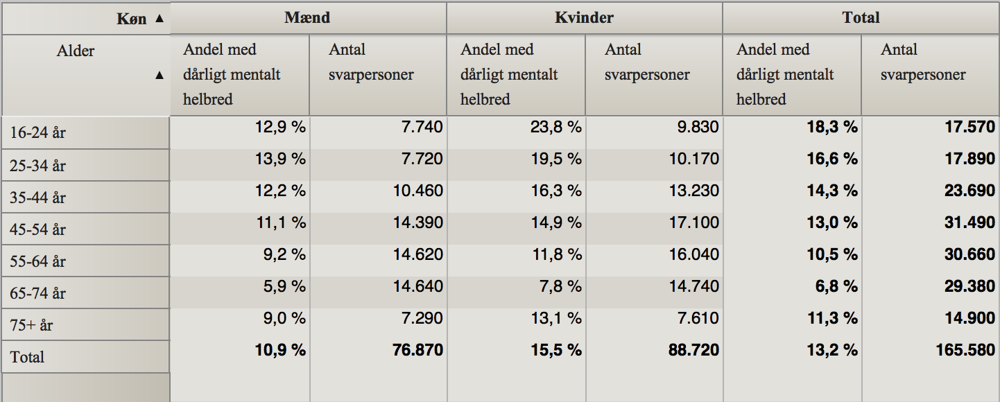 Køn ▲ Mænd Kvinder Total
Alder ▲ Andel med Antal Andel med Antal Andel med Antal
dårligt mentalt svarpersoner dårligt mentalt svarpersoner dårligt mentalt svarpersoner
helbred helbred helbred
16-24 år 12,9 % 7.740 23,8 % 9.830 18,3 % 17.570
25-34 år 13,9 % 7.720 19,5 % 10.170 16,6 % 17.890
35-44 år 12,2 % 10.460 16,3 % 13.230 14,3 % 23.690
45-54 år 11,1 % 14.390 14,9 % 17.100 13,0 % 31.490
55-64 år 9,2 % 14.620 11,8 % 16.040 10,5 % 30.660
65-74 år 5,9 % 14.640 7,8 % 14.740 6,8 % 29.380
75+ år 9,0 % 7.290 13,1 % 7.610 11,3 % 14.900
Total 10,9 % 76.870 15,5 % 88.720 13,2 % 165.580